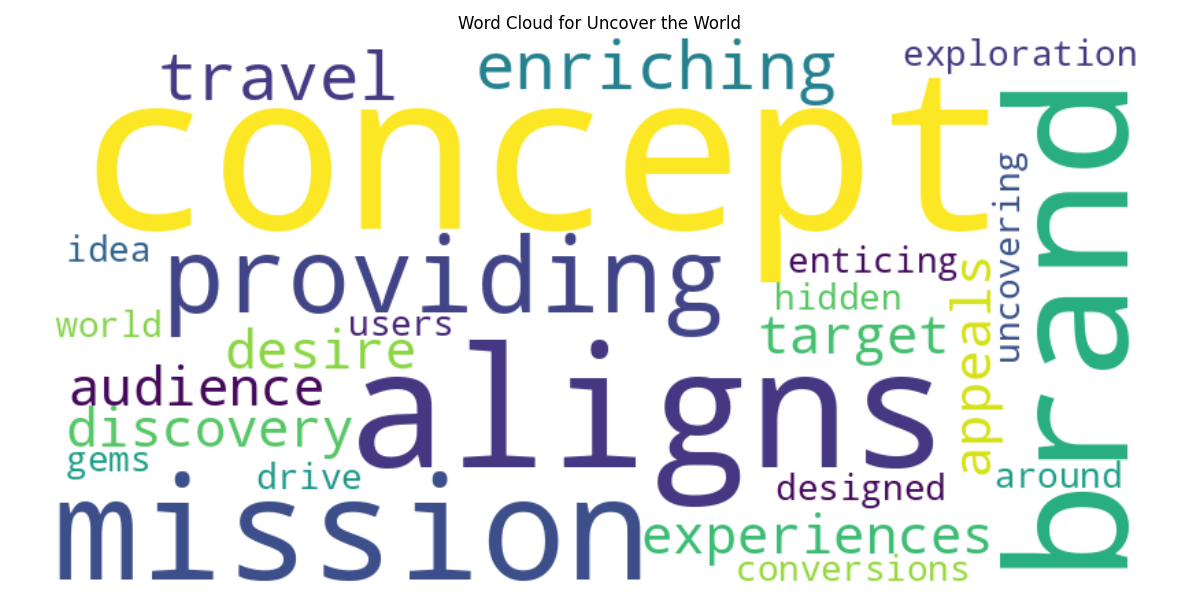 Word Cloud for Uncover the World
travel
enriching
exploration
concept
brand
uncovering
idea
providing
enticing
appeals
hidden
world
users
target
desire
audience
aligns
discovery
gems
drive
designed
around
mission
experiences
conversions